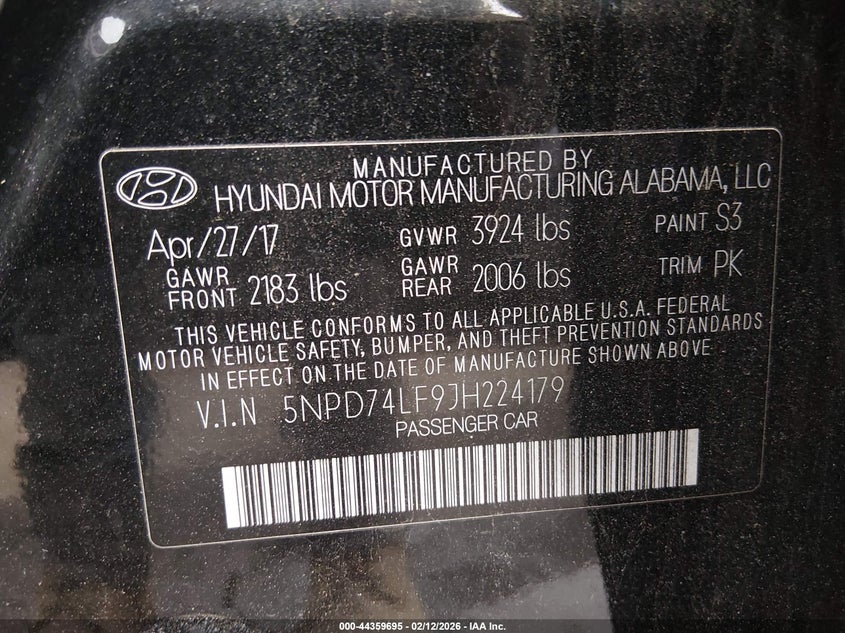 MANUFACTURED BY
HYUNDAI MOTOR MANUFACTURING ALABAMA, LLC
Apr/27/17 GVWR 3924 lbs PAINT S3
GAWR FRONT 2183 lbs GAWR REAR 2006 lbs TRIM PK
THIS VEHICLE CONFORMS TO ALL APPLICABLE U.S.A. FEDERAL
MOTOR VEHICLE SAFETY, BUMPER, AND THEFT PREVENTION STANDARDS
IN EFFECT ON THE DATE OF MANUFACTURE SHOWN ABOVE
V.I.N 5NPD74LF9JH224179
PASSENGER CAR
000-44359695 - 02/12/2026 - IAA Inc.